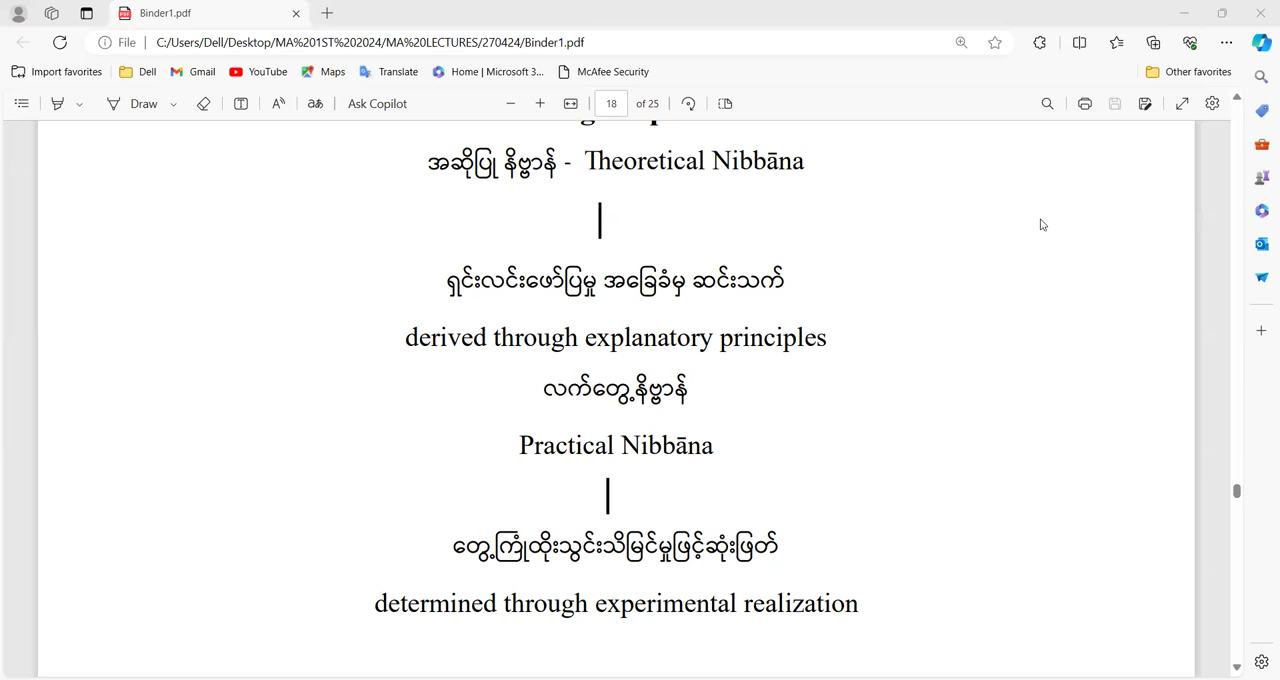 Binder1.pdf
File
C:/Users/Dell/Desktop/MA%201ST%202024/MA%20LECTURES/270424/Binder1.pdf
Import favorites
Dell
Gmail
YouTube
Maps
Translate
Home | Microsoft 3...
McAfee Security
Other favorites
Draw
Ask Copilot
18 of 25
အဆိုပြု နိဗ္ဗာန် - Theoretical Nibbāna
ရှင်းလင်းဖော်ပြမှု အခြေခံမှ ဆင်းသက်
derived through explanatory principles
လက်တွေ့နိဗ္ဗာန်
Practical Nibbāna
တွေ့ကြုံထိုးသွင်းသိမြင်မှုဖြင့်ဆုံးဖြတ်
determined through experimental realization